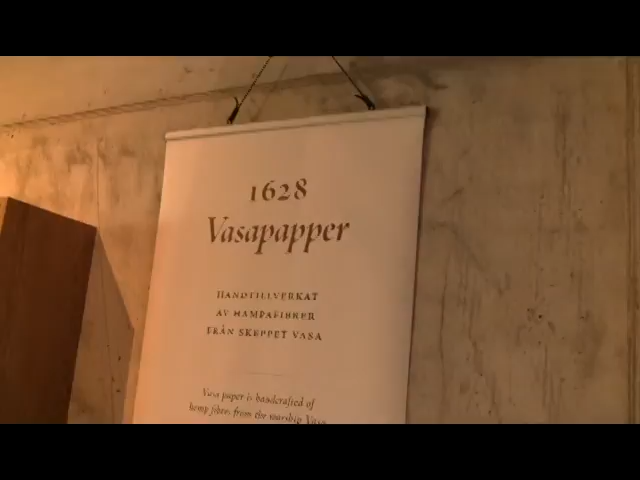 1628
Vasapapper
HANDTILLVERKAT
AV HAMPAFIBRER
FRÅN SKEPPET VASA
Vasa paper is handcrafted of
hemp fibres from the warship Vasa